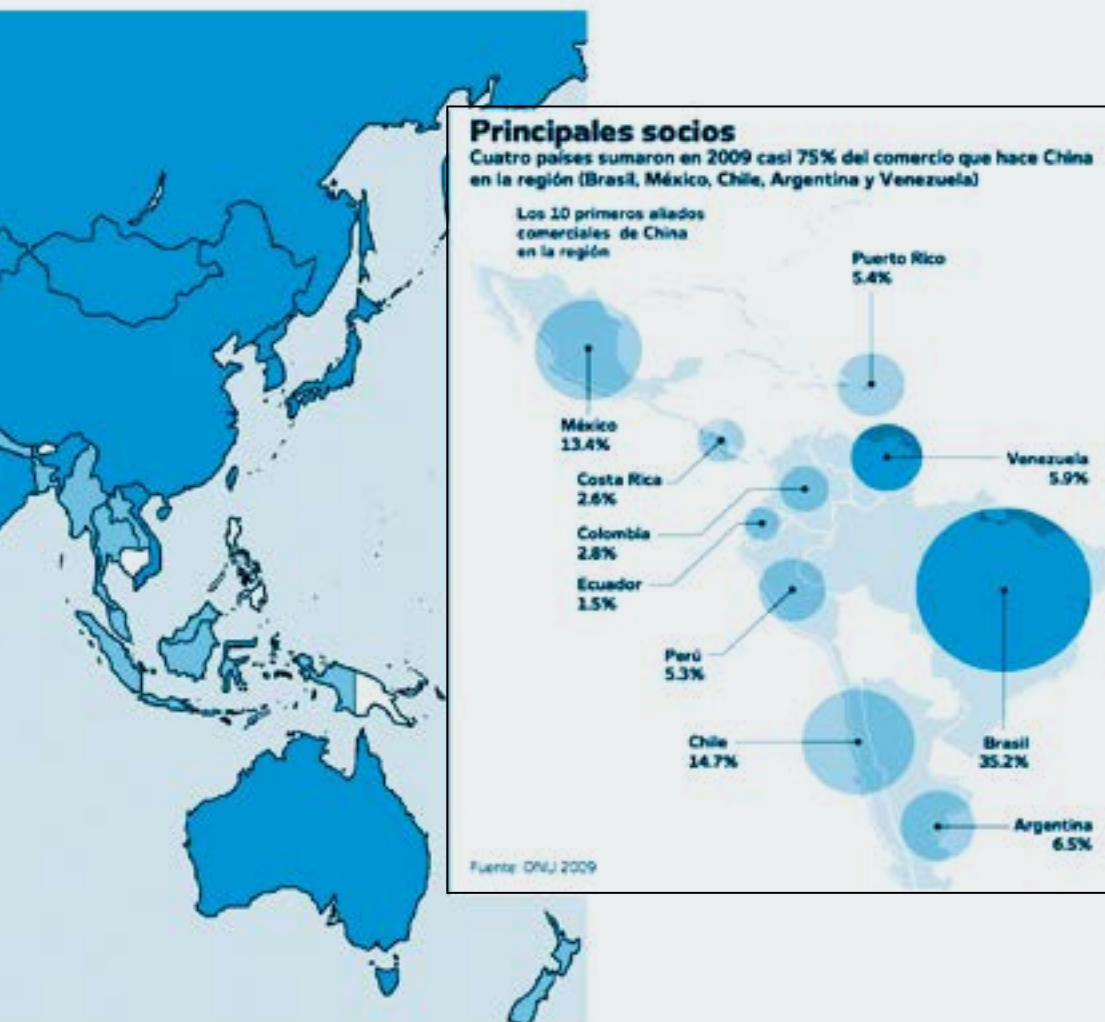 Principales socios
Cuatro países sumaron en 2009 casi 75% del comercio que hace China
en la región (Brasil, México, Chile, Argentina y Venezuela)
Los 10 primeros aliados
comerciales de China
en la región
Puerto Rico
5.4%
México
13.4%
Costa Rica
2.6%
Venezuela
5.9%
Colombia
2.8%
Ecuador
1.5%
Perú
5.3%
Chile
14.7%
Brasil
35.2%
Argentina
6.5%
Fuente: ONU 2009